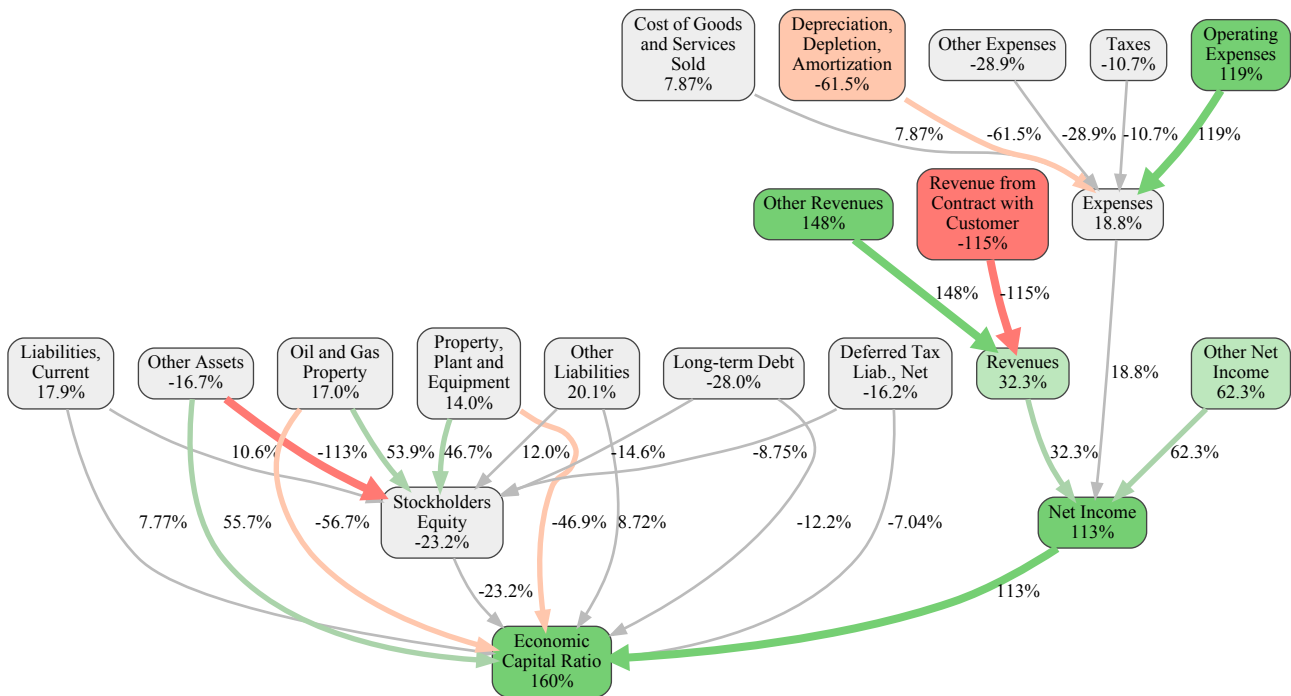 Cost of Goods
and Services
Sold
7.87%
Depreciation,
Depletion,
Amortization
-61.5%
Other Expenses
-28.9%
Taxes
-10.7%
Operating
Expenses
119%
7.87%
-61.5%
-28.9%
-10.7%
119%
Other Revenues
148%
Revenue from
Contract with
Customer
-115%
Expenses
18.8%
148%
-115%
Liabilities,
Current
17.9%
Other Assets
-16.7%
Oil and Gas
Property
17.0%
Property,
Plant and
Equipment
14.0%
Other
Liabilities
20.1%
Long-term Debt
-28.0%
Deferred Tax
Liab., Net
-16.2%
Revenues
32.3%
18.8%
Other Net
Income
62.3%
10.6%
-113%
53.9%
46.7%
12.0%
-14.6%
-8.75%
32.3%
62.3%
Stockholders
Equity
-23.2%
Net Income
113%
7.77%
55.7%
-56.7%
-46.9%
8.72%
-12.2%
-7.04%
-23.2%
113%
Economic
Capital Ratio
160%